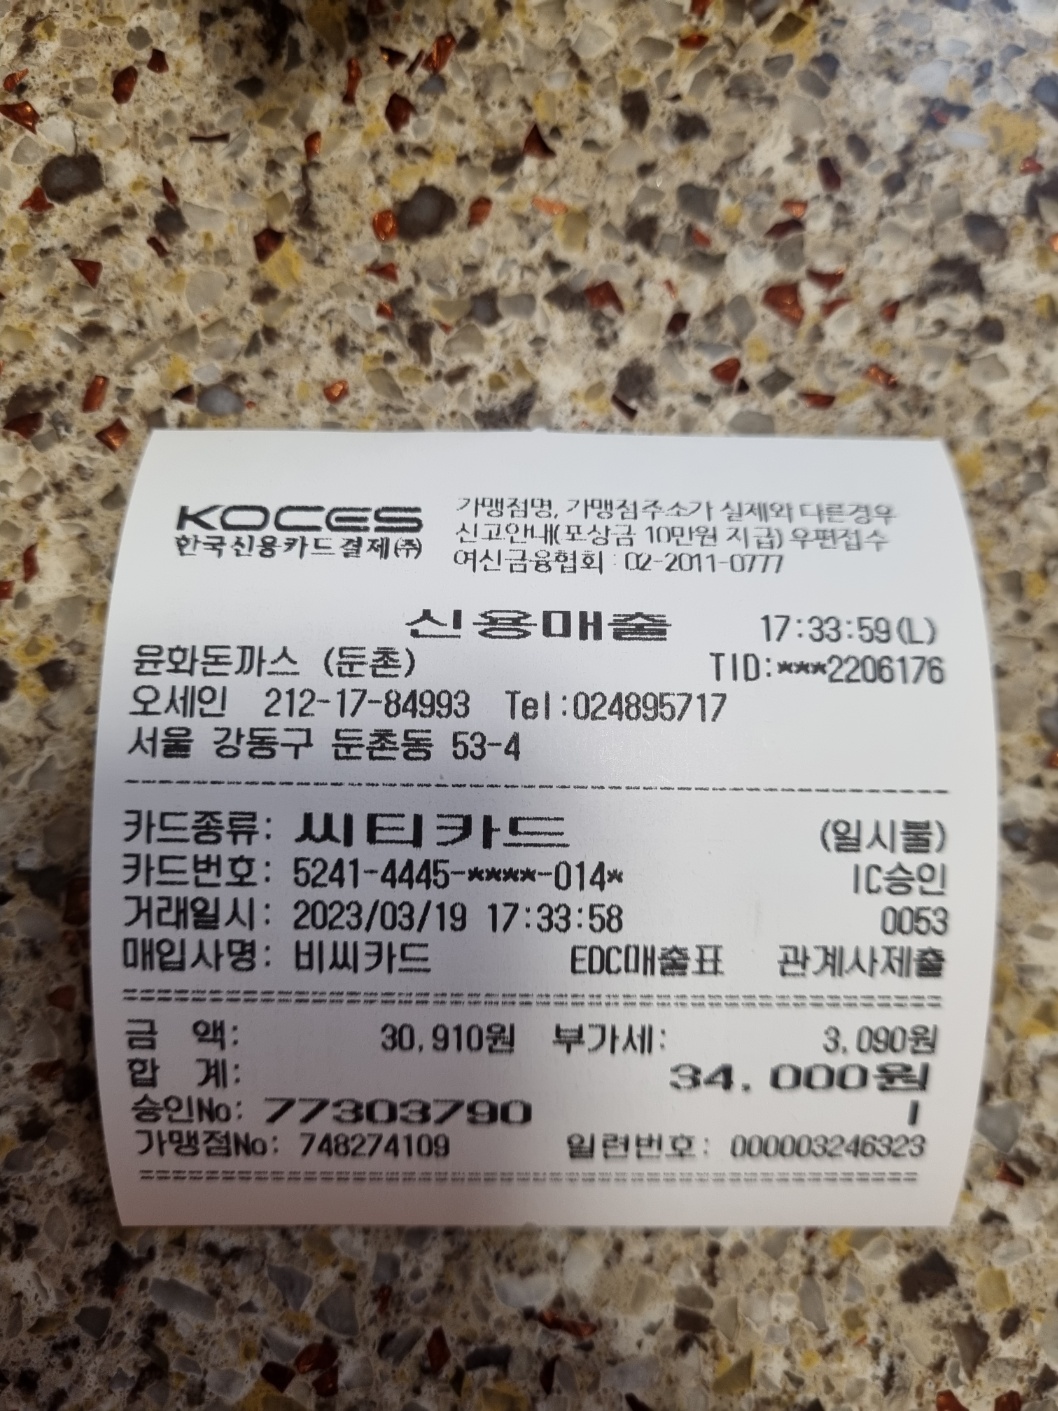 KOCES
한국신용카드결제(주)
가맹점명, 가맹점주소가 실제와 다른경우
신고안내(포상금 10만원 지급) 우편접수
여신금융협회 : 02-2011-0777
신용매출 17:33:59(L)
윤화돈까스 (둔촌) TID:***2206176
오세인 212-17-84993 Tel:024895717
서울 강동구 둔촌동 53-4
카드종류: 씨티카드 (일시불)
카드번호: 5241-4445-****-014* IC승인
거래일시: 2023/03/19 17:33:58 0053
매입사명: 비씨카드 EDC매출표 관계사제출
금 액: 30,910원 부가세: 3,090원
합 계: 34,000원
승인No: 77303790 1
가맹점No: 748274109 일련번호: 000003246323